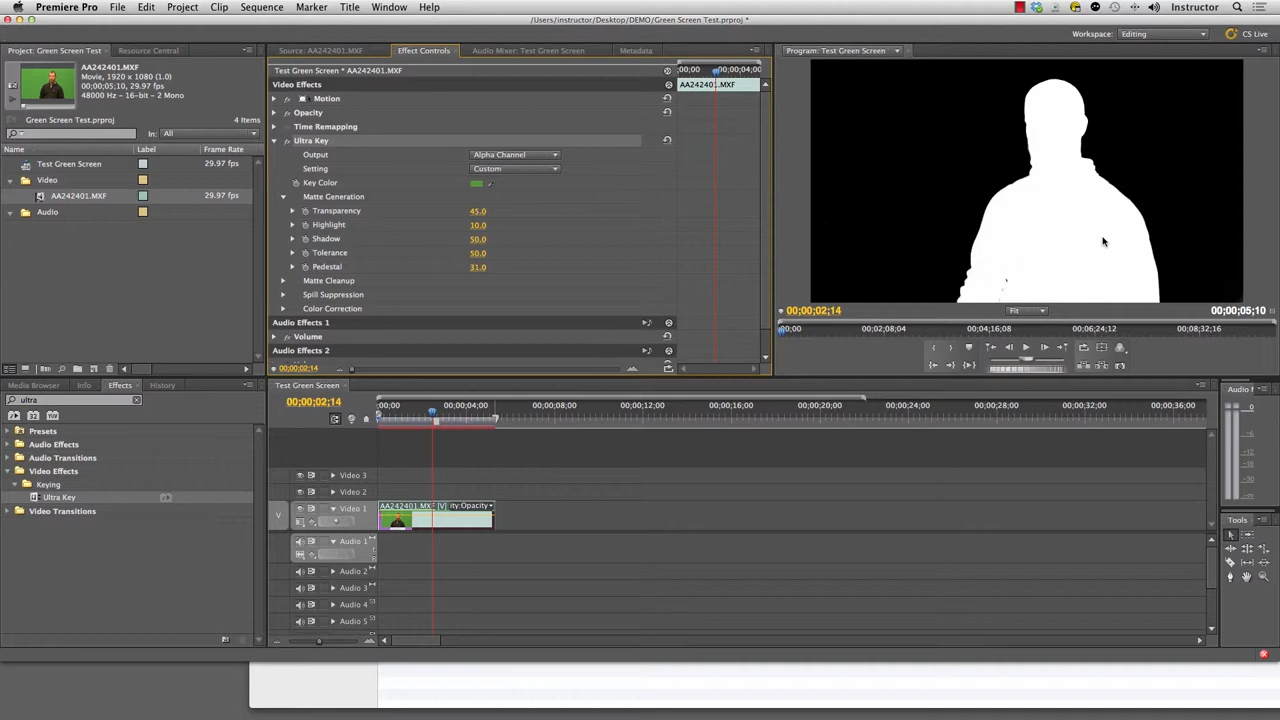 Premiere Pro File Edit Project Clip Sequence Marker Title Window Help Instructor
/Users/instructor/Desktop/DEMO/Green Screen Test.prproj *
Workspace: Editing CS Live
Project: Green Screen Test Resource Central
AA242401.MXF
Movie, 1920 x 1080 (1.0)
00;00;05;10, 29.97 fps
48000 Hz - 16-bit - 2 Mono
Green Screen Test.prproj 4 Items
In: All
Name Label Frame Rate
Test Green Screen 29.97 fps
Video
AA242401.MXF 29.97 fps
Audio
Source: AA242401.MXF Effect Controls Audio Mixer: Test Green Screen Metadata
Test Green Screen * AA242401.MXF
;00;00 00;00;04;00
Video Effects AA242401.MXF
fx Motion
fx Opacity
Time Remapping
fx Ultra Key
Output Alpha Channel
Setting Custom
Key Color
Matte Generation
Transparency 45.0
Highlight 10.0
Shadow 50.0
Tolerance 50.0
Pedestal 31.0
Matte Cleanup
Spill Suppression
Color Correction
Audio Effects 1
fx Volume
Audio Effects 2
00;00;02;14
Program: Test Green Screen
00;00;02;14 Fit 00;00;05;10
00;00 00;02;08;04 00;04;16;08 00;06;24;12 00;08;32;16
Media Browser Info Effects History
ultra
32 YUV
Presets
Audio Effects
Audio Transitions
Video Effects
Keying
Ultra Key
Video Transitions
Test Green Screen
00;00;02;14
00;00 00;00;04;00 00;00;08;00 00;00;12;00 00;00;16;00 00;00;20;00 00;00;24;00 00;00;28;00 00;00;32;00 00;00;36;00
Video 3
Video 2
V Video 1 AA242401.MXF [V] ity:Opacity
Audio 1
Audio 2
Audio 3
Audio 4
Audio 5
Audio
0
-6
Tools